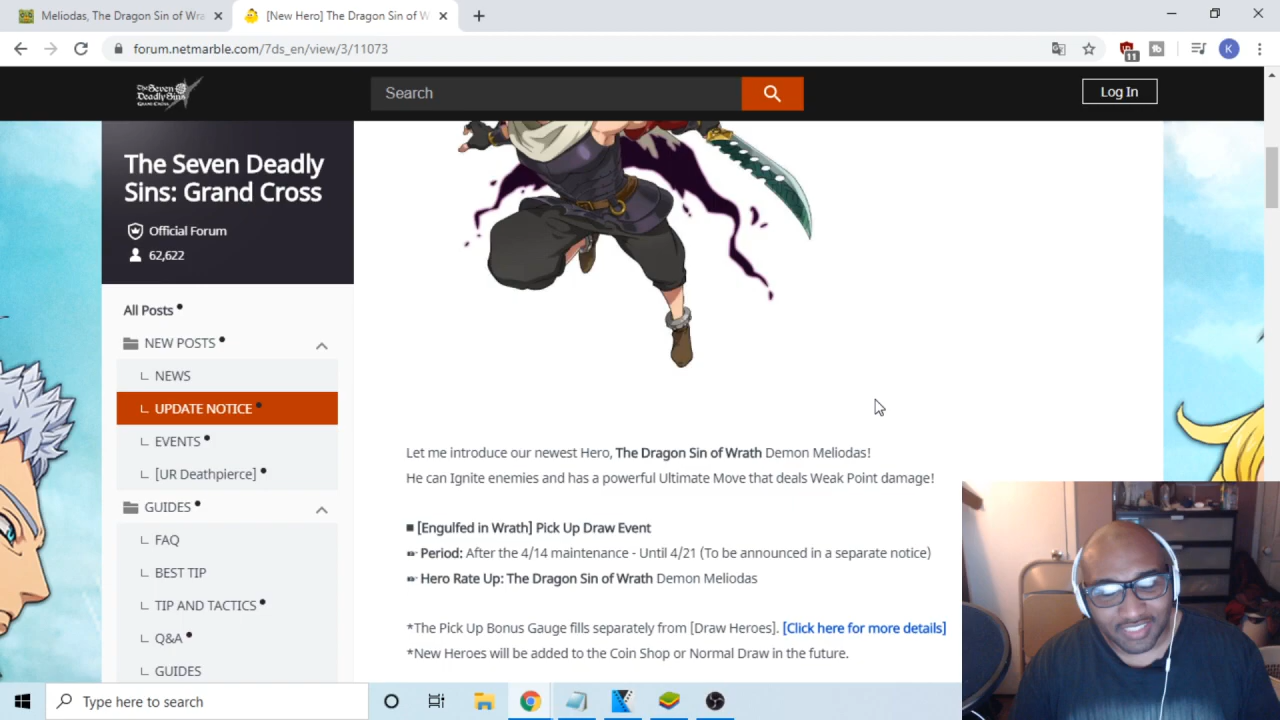 Meliodas, The Dragon Sin of Wra
[New Hero] The Dragon Sin of W
forum.netmarble.com/7ds_en/view/3/11073
11
K
The Seven
Deadly Sins
GRAND CROSS
Search
Log In
The Seven Deadly
Sins: Grand Cross
Official Forum
62,622
All Posts
NEW POSTS
NEWS
UPDATE NOTICE
EVENTS
[UR Deathpierce]
GUIDES
FAQ
BEST TIP
TIP AND TACTICS
Q&A
GUIDES
Let me introduce our newest Hero, The Dragon Sin of Wrath Demon Meliodas!
He can Ignite enemies and has a powerful Ultimate Move that deals Weak Point damage!
■ [Engulfed in Wrath] Pick Up Draw Event
☞ Period: After the 4/14 maintenance - Until 4/21 (To be announced in a separate notice)
☞ Hero Rate Up: The Dragon Sin of Wrath Demon Meliodas
*The Pick Up Bonus Gauge fills separately from [Draw Heroes]. [Click here for more details]
*New Heroes will be added to the Coin Shop or Normal Draw in the future.
Type here to search